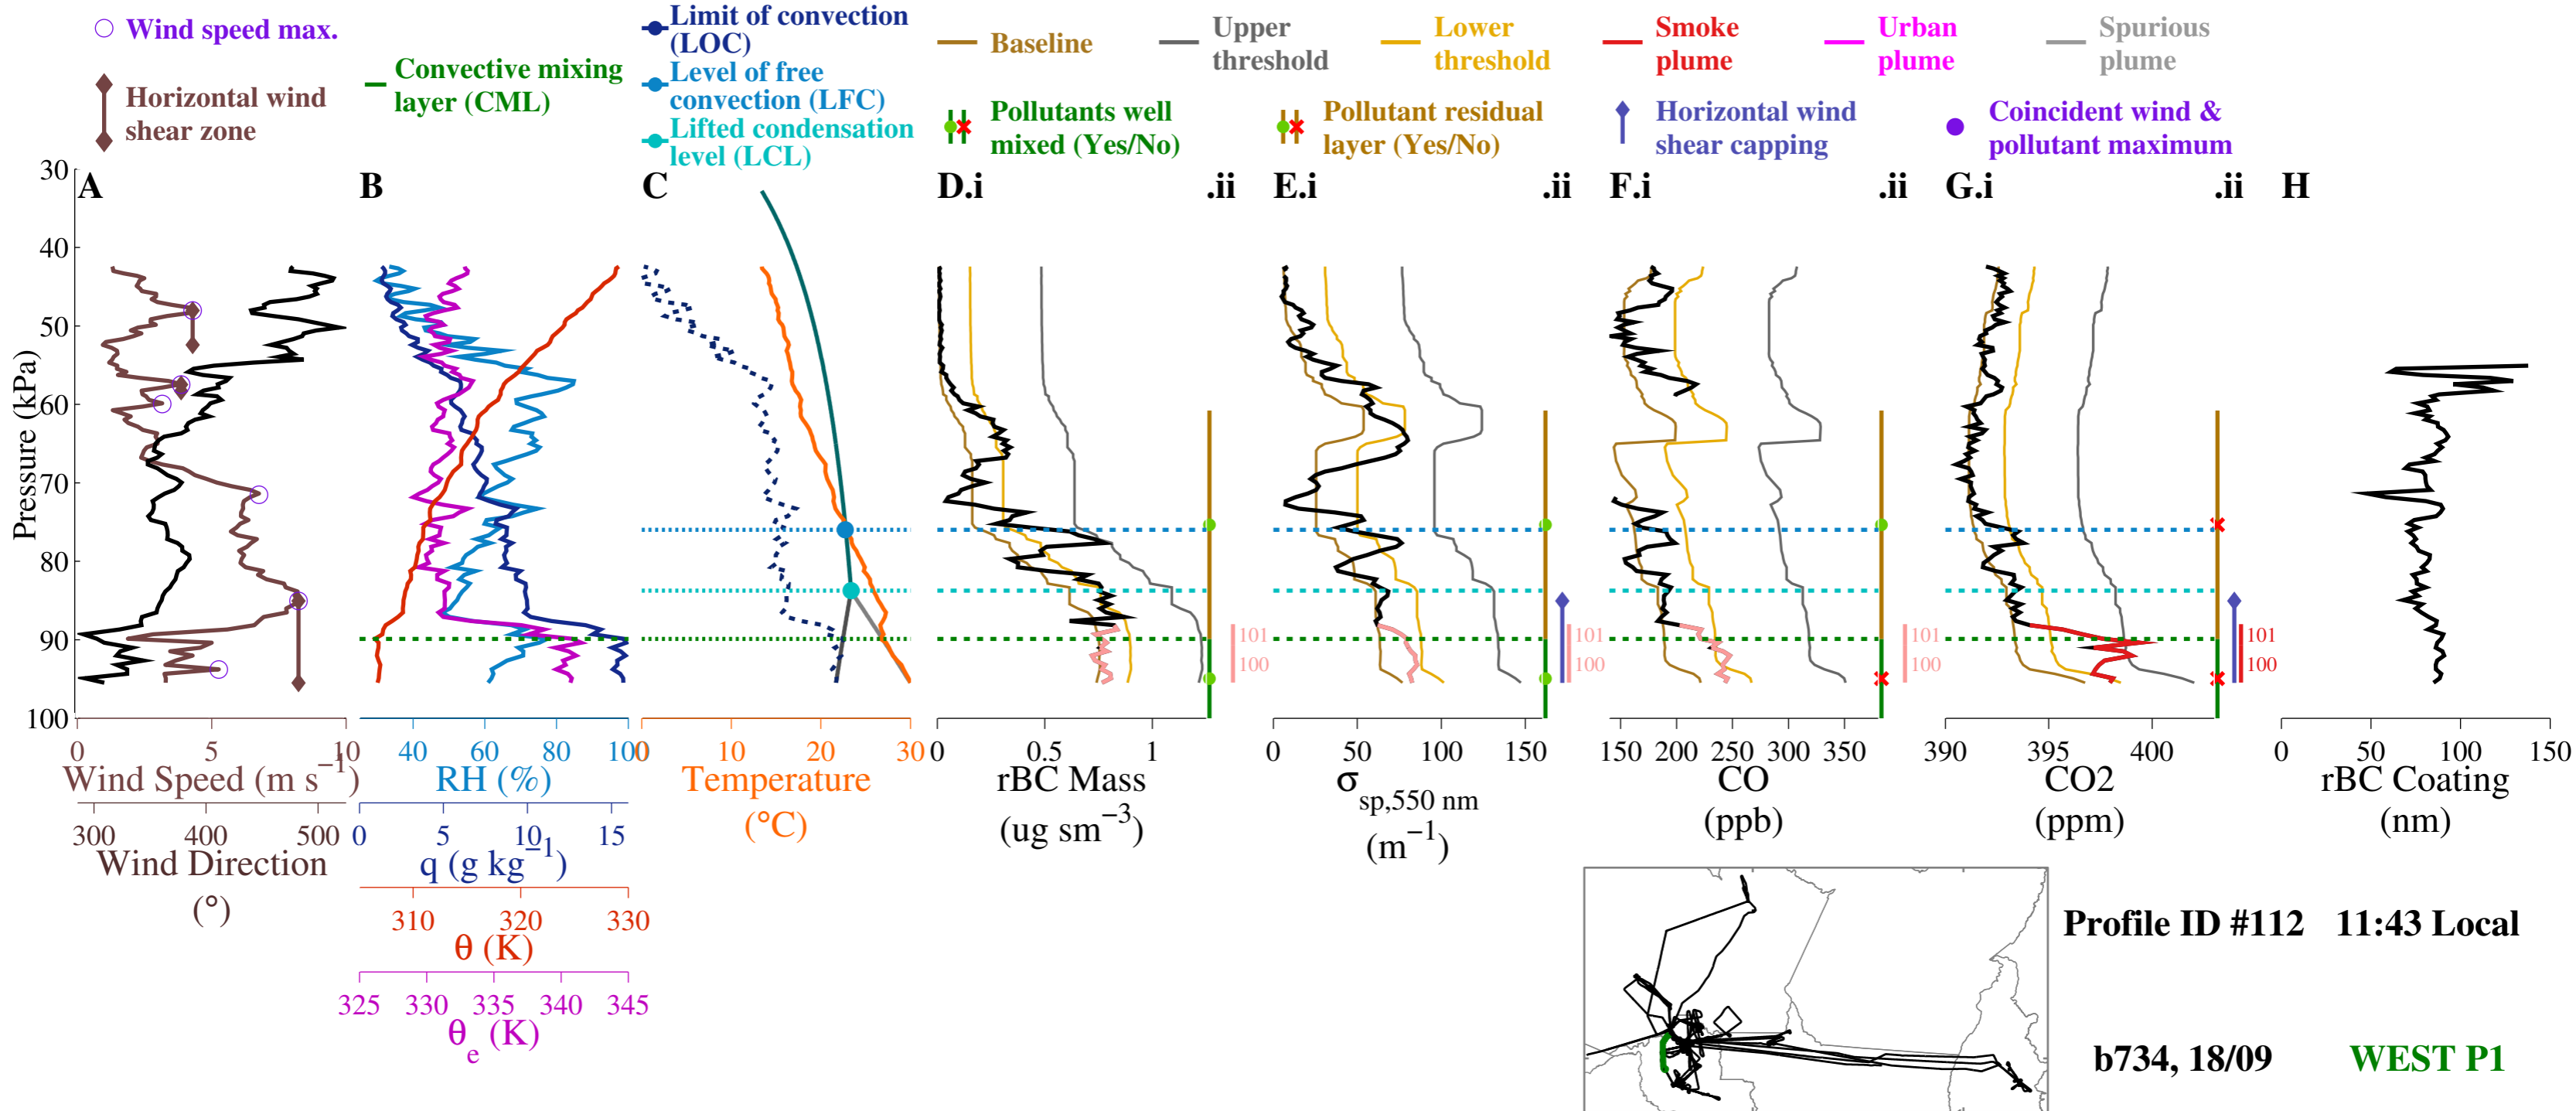 Wind speed max.
Horizontal wind
shear zone
Convective mixing
layer (CML)
Limit of convection
(LOC)
Level of free
convection (LFC)
Lifted condensation
level (LCL)
Baseline
Upper
threshold
Lower
threshold
Smoke
plume
Urban
plume
Spurious
plume
Pollutants well
mixed (Yes/No)
Pollutant residual
layer (Yes/No)
Horizontal wind
shear capping
Coincident wind &
pollutant maximum
A B C D.i .ii E.i .ii F.i .ii G.i .ii H
Pressure (kPa)
30
40
50
60
70
80
90
100
101 101 101 101
100 100 100 100
0 5 10
Wind Speed (m s−1)
300 400 500
Wind Direction
(°)
40 60 80 100
RH (%)
0 5 10 15
q (g kg−1)
310 320 330
θ (K)
325 330 335 340 345
θe (K)
0 10 20 30
Temperature
(°C)
0 0.5 1
rBC Mass
(ug sm−3)
0 50 100 150
σsp,550 nm
(m−1)
150 200 250 300 350
CO
(ppb)
390 395 400
CO2
(ppm)
0 50 100 150
rBC Coating
(nm)
Profile ID #112 11:43 Local
b734, 18/09 WEST P1